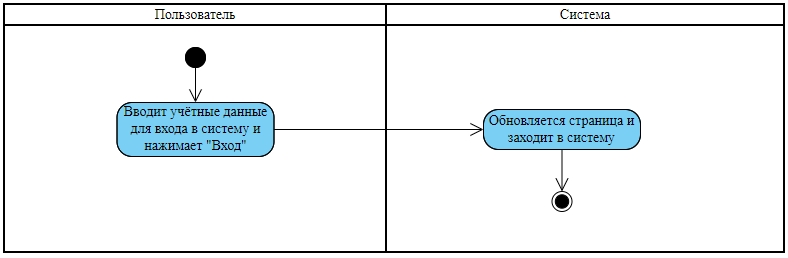 Пользователь
Система
Вводит учётные данные
для входа в систему и
нажимает "Вход"
Обновляется страница и
заходит в систему